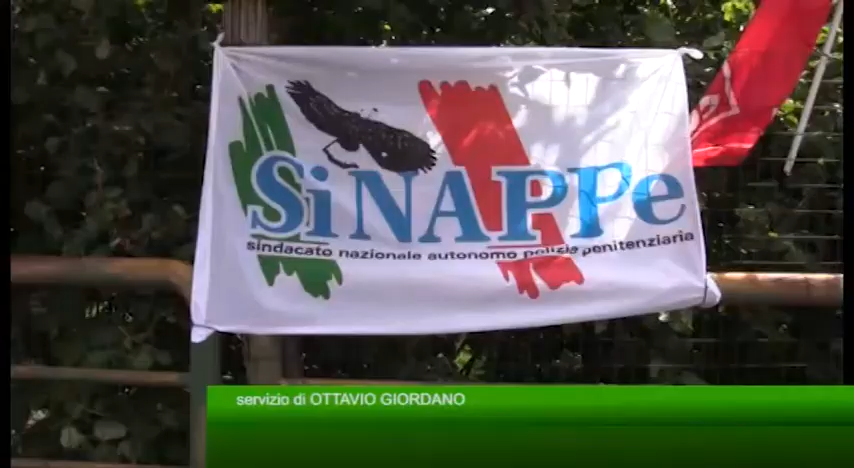 SiNAPPe
sindacato nazionale autonomo polizia penitenziaria
servizio di OTTAVIO GIORDANO